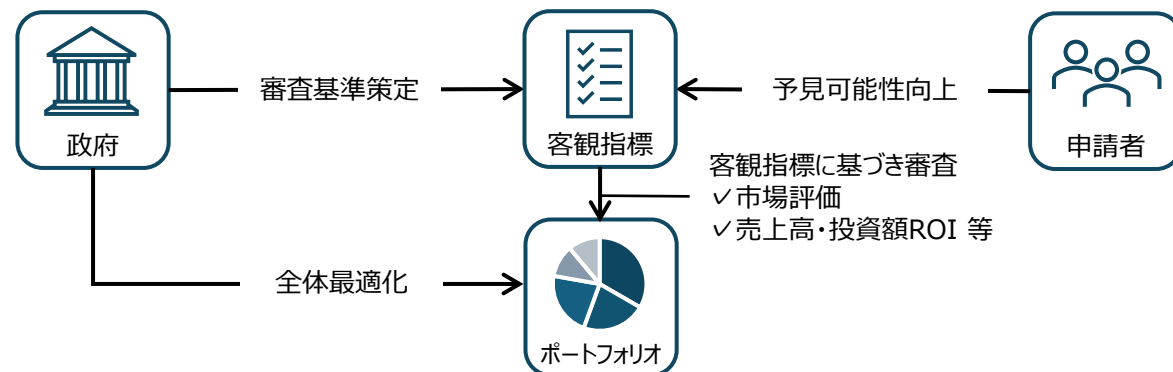 政府
審査基準策定
客観指標
予見可能性向上
申請者
客観指標に基づき審査
✓市場評価
✓売上高・投資額ROI 等
全体最適化
ポートフォリオ